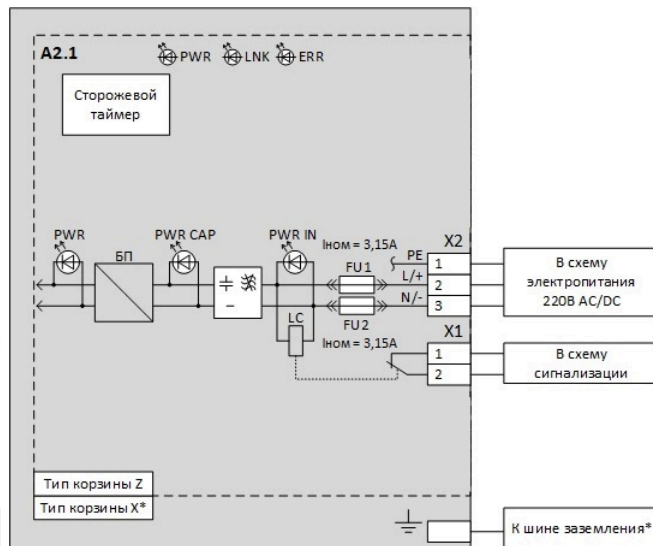 A2.1
PWR LNK ERR
Сторожевой
таймер
PWR
БП
PWR CAP
PWR IN
Iном = 3,15А
FU1
FU2
Iном = 3,15А
LC
PE
L/+
N/-
X2
1
2
3
X1
1
2
В схему
электропитания
220В AC/DC
В схему
сигнализации
Тип корзины Z
Тип корзины X*
К шине заземления*